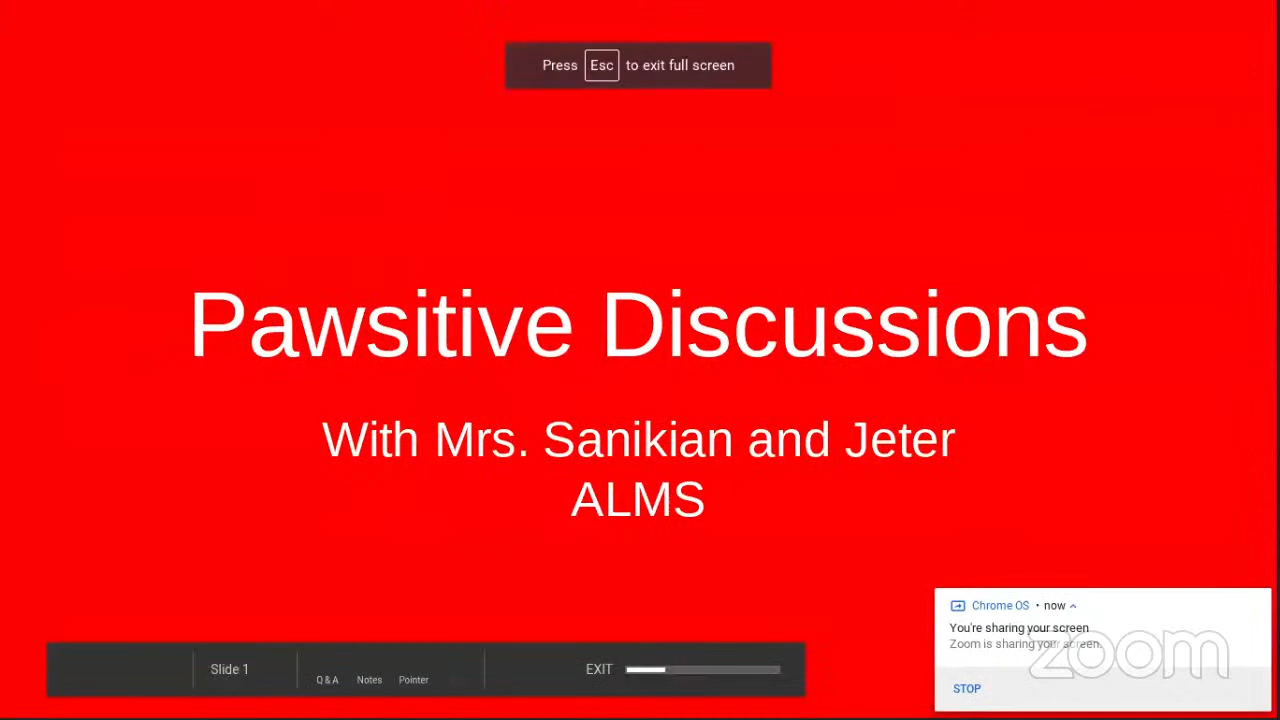 Press Esc to exit full screen
Pawsitive Discussions
With Mrs. Sanikian and Jeter
ALMS
Chrome OS • now
You're sharing your screen
Zoom is sharing your screen.
zoom
STOP
Slide 1
Q & A Notes Pointer
EXIT